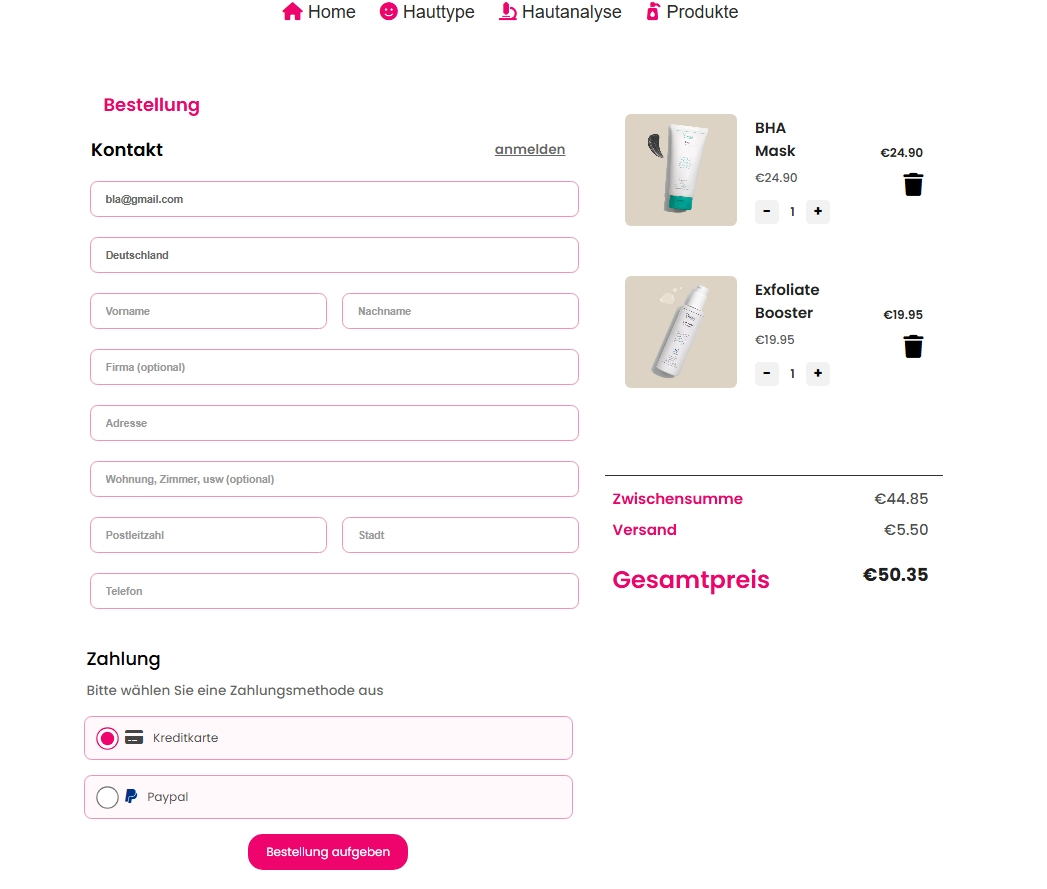 Home Hauttype Hautanalyse Produkte
Bestellung
Kontakt anmelden
bla@gmail.com
Deutschland
Vorname Nachname
Firma (optional)
Adresse
Wohnung, Zimmer, usw (optional)
Postleitzahl Stadt
Telefon
Zahlung
Bitte wählen Sie eine Zahlungsmethode aus
Kreditkarte
Paypal
Bestellung aufgeben
BHA
Mask
€24.90
€24.90
- 1 +
Exfoliate
Booster
€19.95
€19.95
- 1 +
Zwischensumme €44.85
Versand €5.50
Gesamtpreis €50.35